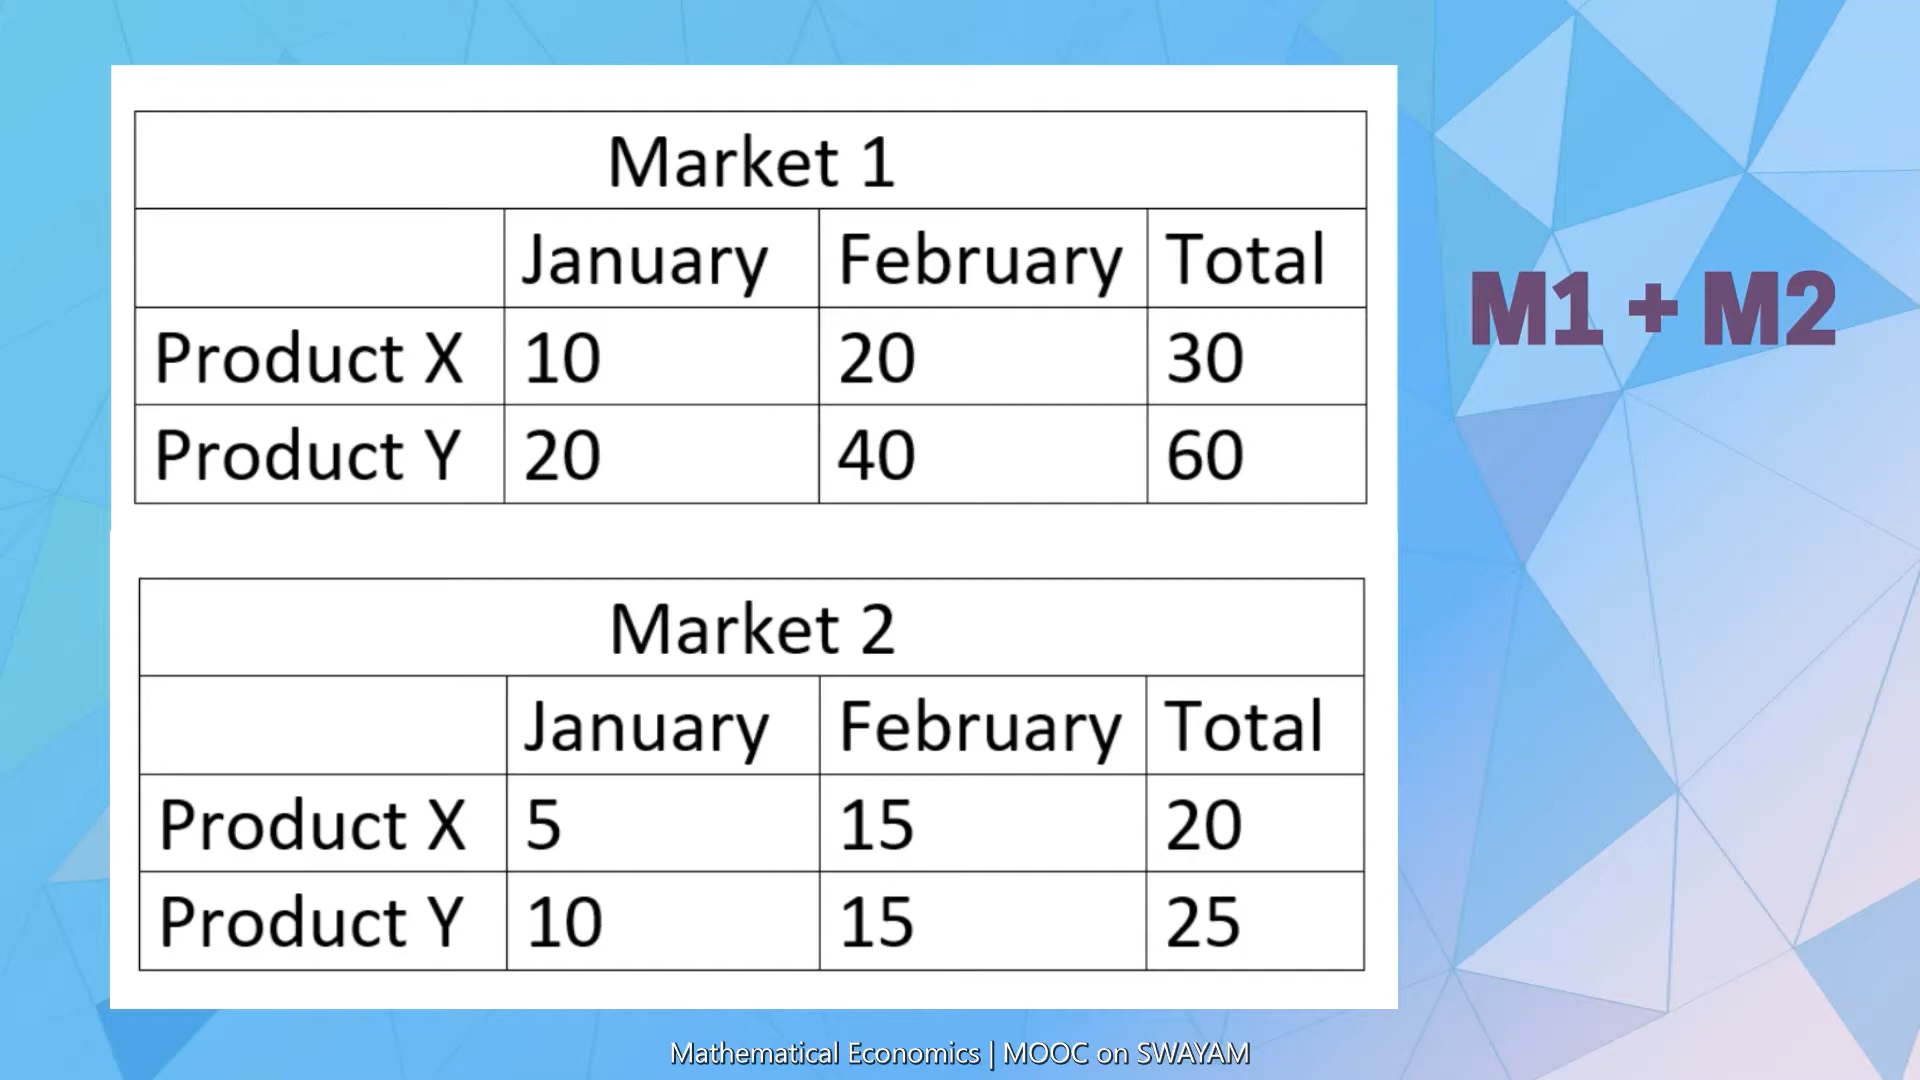 Market 1
January February Total
Product X 10 20 30
Product Y 20 40 60
M1 + M2
Market 2
January February Total
Product X 5 15 20
Product Y 10 15 25
Mathematical Economics | MOOC on SWAYAM